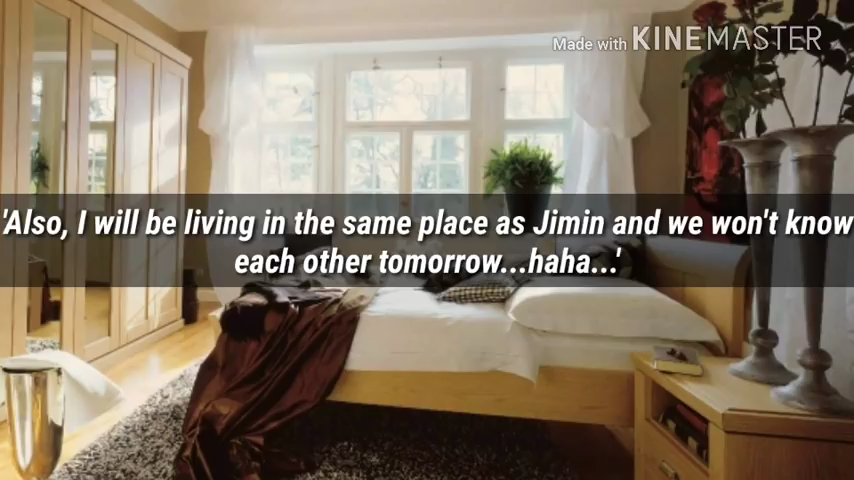 Made with KINEMASTER
'Also, I will be living in the same place as Jimin and we won't know
each other tomorrow...haha...'